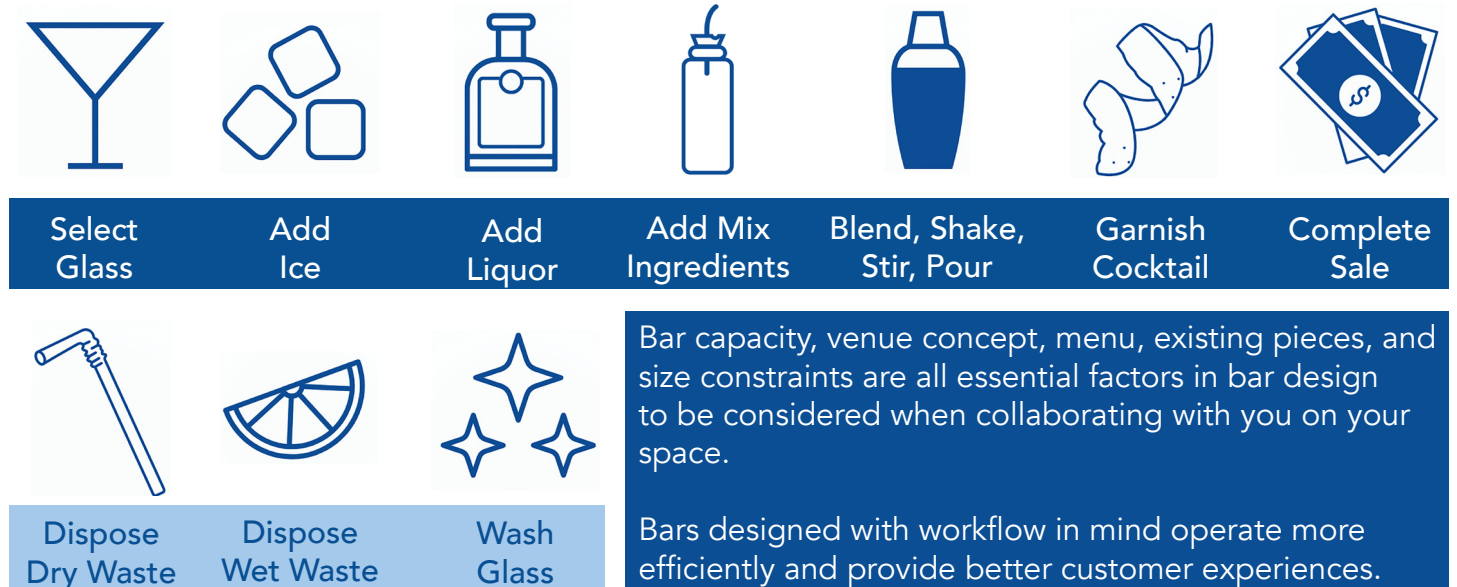 $
Select
Glass
Add
Ice
Add
Liquor
Add Mix
Ingredients
Blend, Shake,
Stir, Pour
Garnish
Cocktail
Complete
Sale
Dispose
Dry Waste
Dispose
Wet Waste
Wash
Glass
Bar capacity, venue concept, menu, existing pieces, and
size constraints are all essential factors in bar design
to be considered when collaborating with you on your
space.
Bars designed with workflow in mind operate more
efficiently and provide better customer experiences.